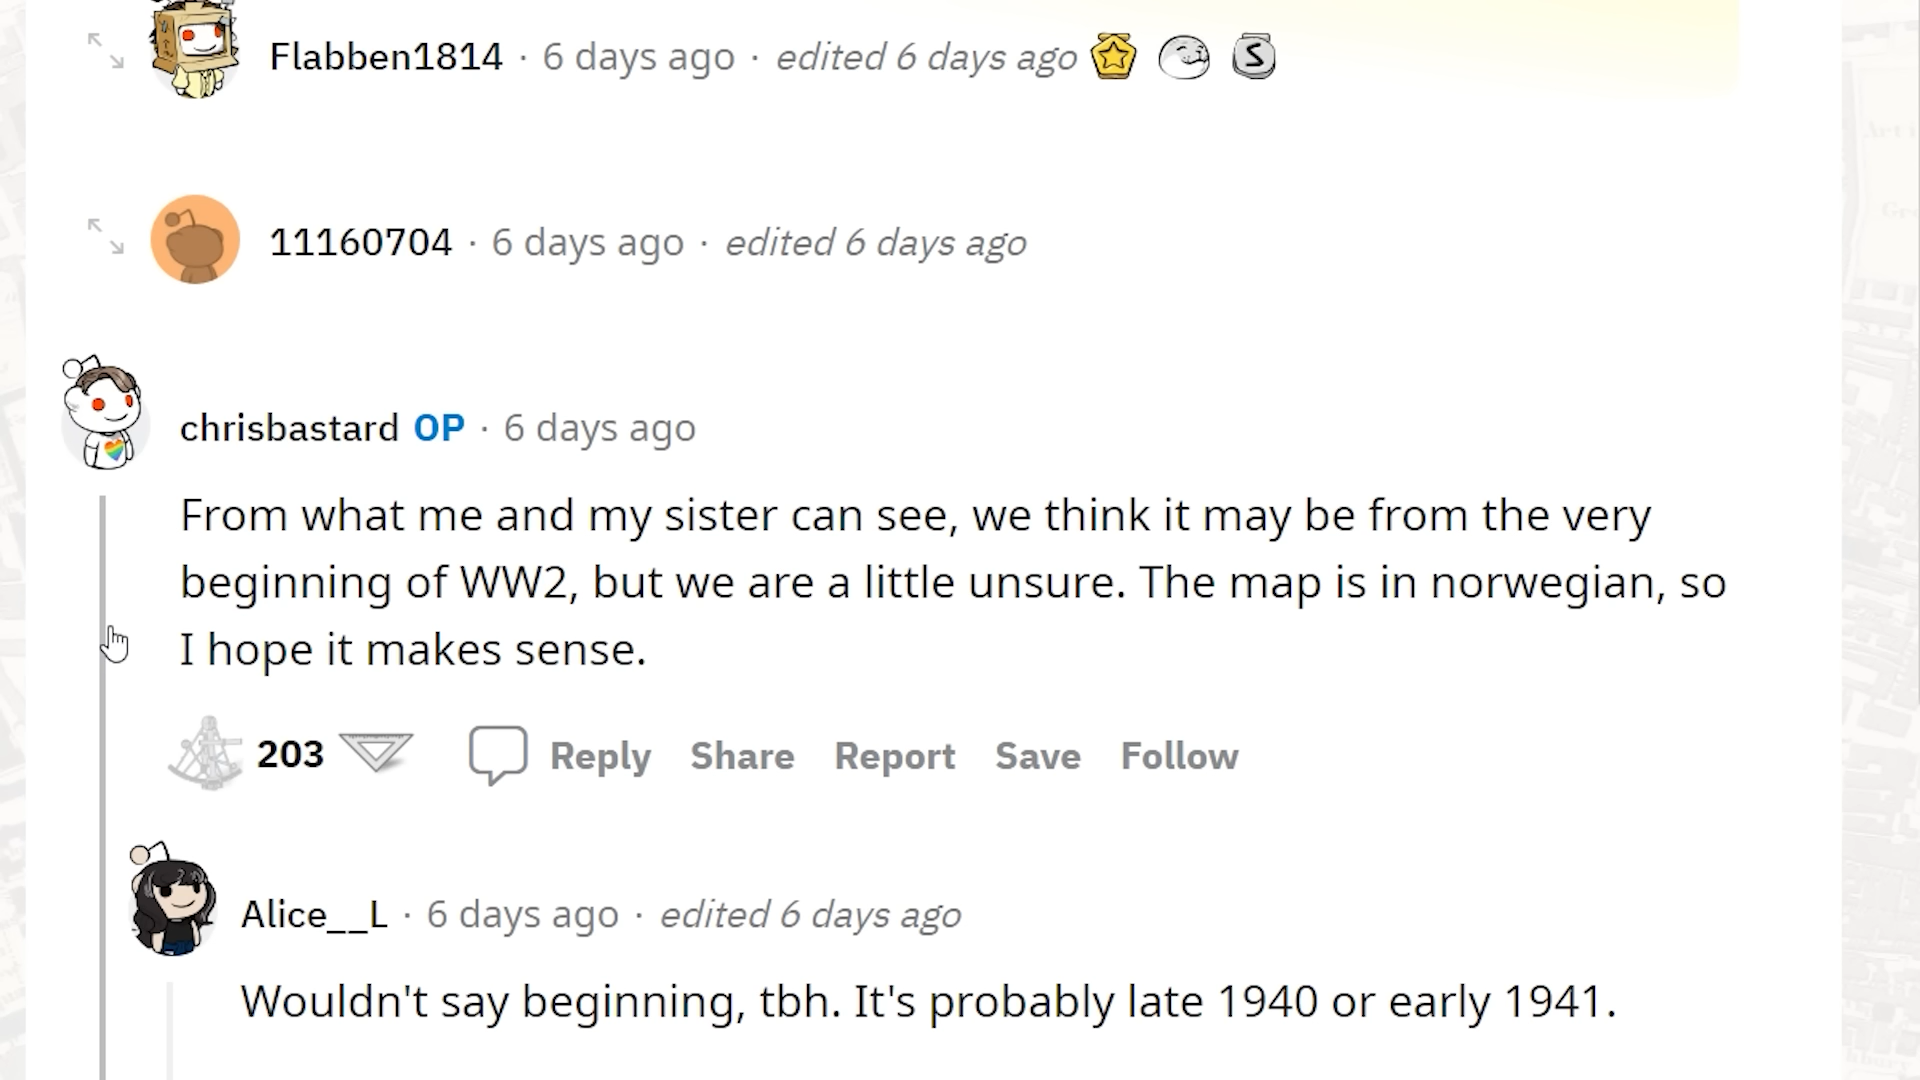 Flabben1814 · 6 days ago · edited 6 days ago S
11160704 · 6 days ago · edited 6 days ago
chrisbastard OP · 6 days ago
From what me and my sister can see, we think it may be from the very
beginning of WW2, but we are a little unsure. The map is in norwegian, so
I hope it makes sense.
203 Reply Share Report Save Follow
Alice__L · 6 days ago · edited 6 days ago
Wouldn't say beginning, tbh. It's probably late 1940 or early 1941.